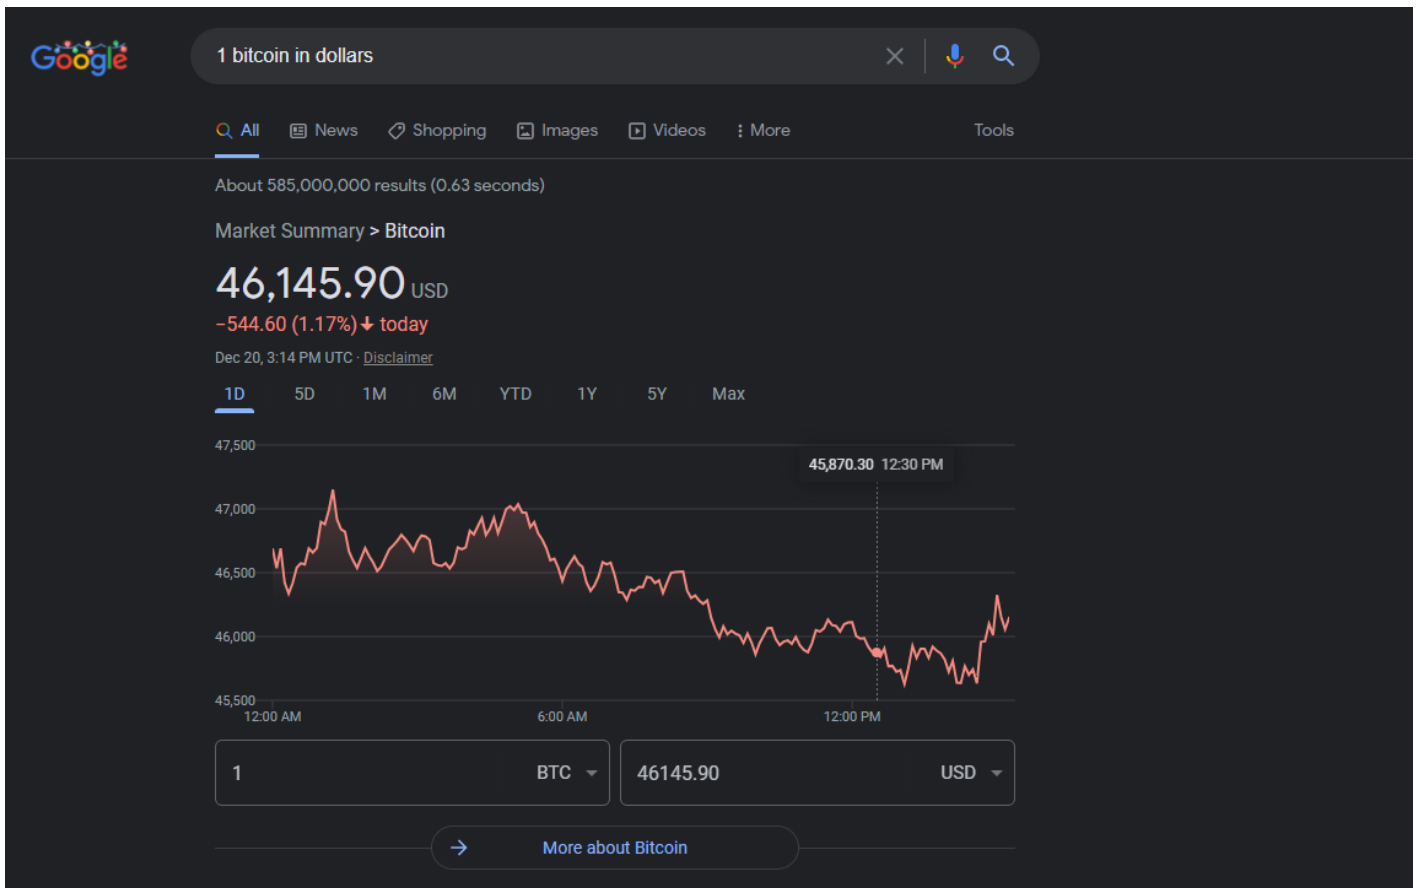 Google
1 bitcoin in dollars
All News Shopping Images Videos More Tools
About 585,000,000 results (0.63 seconds)
Market Summary > Bitcoin
46,145.90 USD
−544.60 (1.17%) today
Dec 20, 3:14 PM UTC · Disclaimer
1D 5D 1M 6M YTD 1Y 5Y Max
47,500
45,870.30 12:30 PM
47,000
46,500
46,000
45,500
12:00 AM 6:00 AM 12:00 PM
1 BTC 46145.90 USD
More about Bitcoin